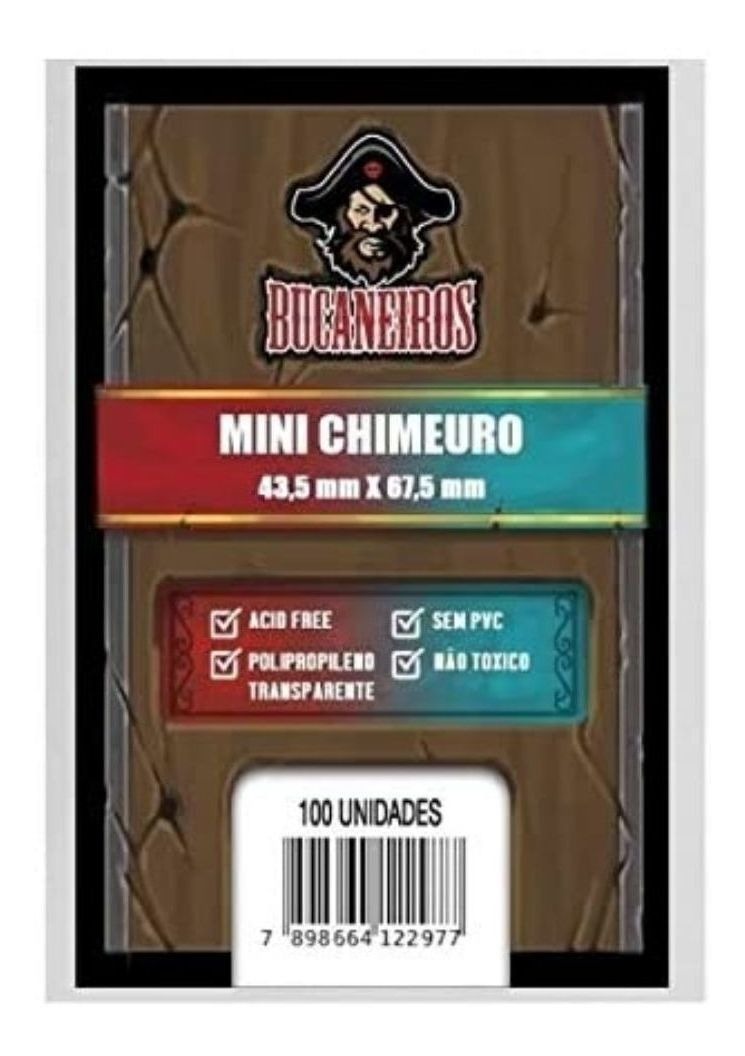 BUCANEIROS
MINI CHIMEURO
43,5 mm X 67,5 mm
ACID FREE
SEM PVC
POLIPROPILENO
TRANSPARENTE
NÃO TOXICO
100 UNIDADES
7 898664 122977